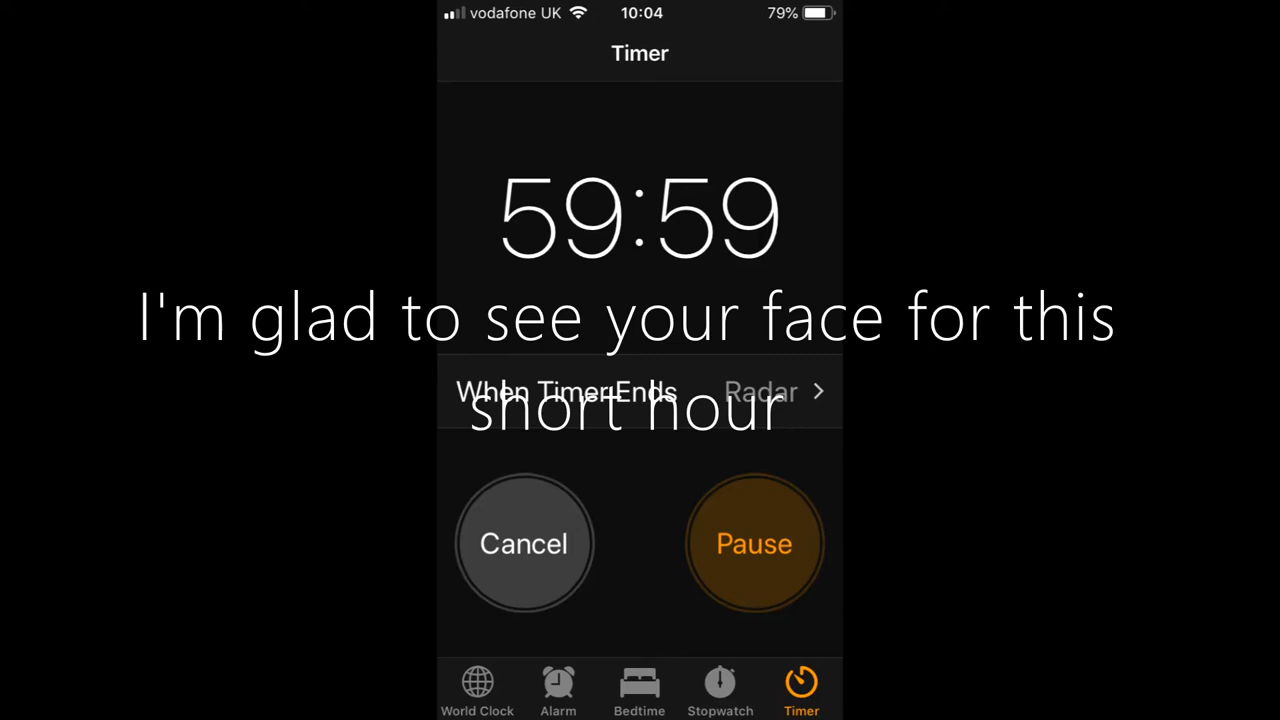 vodafone UK 10:04 79%
Timer
59:59
I'm glad to see your face for this
When Timer Ends Radar
short hour
Cancel Pause
World Clock Alarm Bedtime Stopwatch Timer